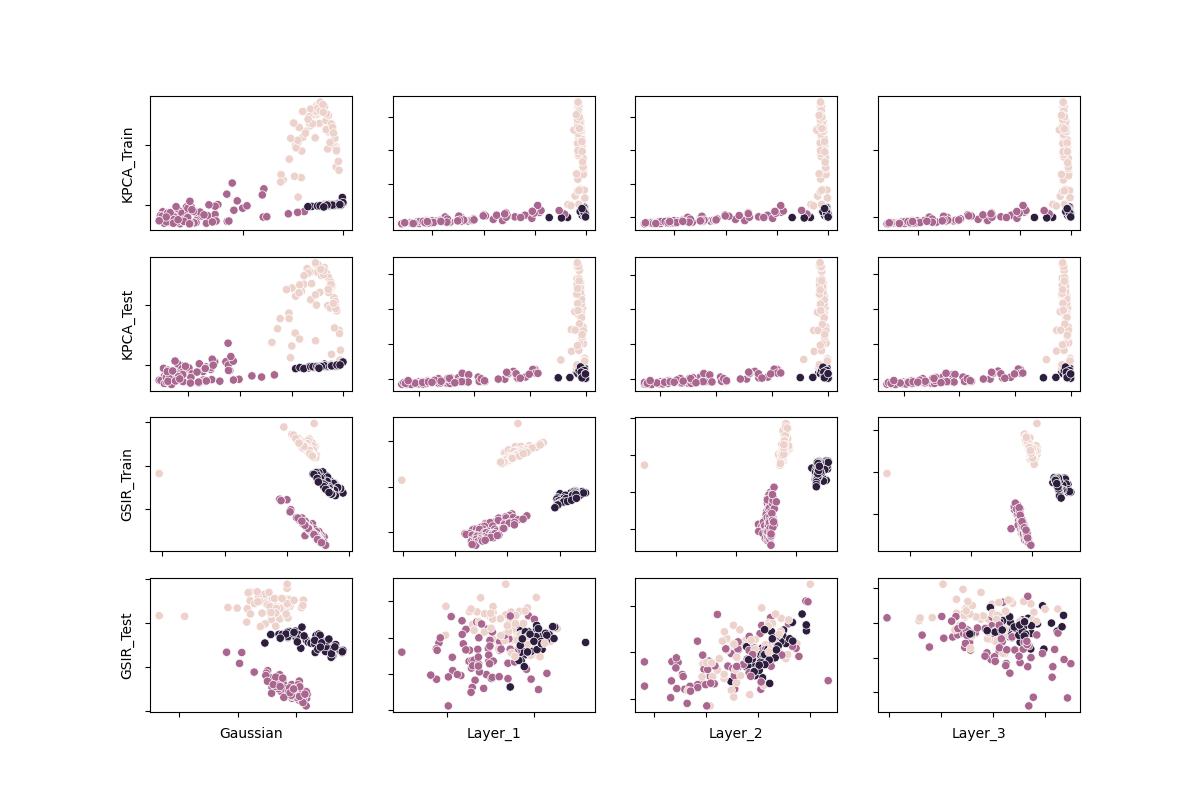 KPCA_Train
KPCA_Test
GSIR_Train
GSIR_Test
Gaussian
Layer_1
Layer_2
Layer_3